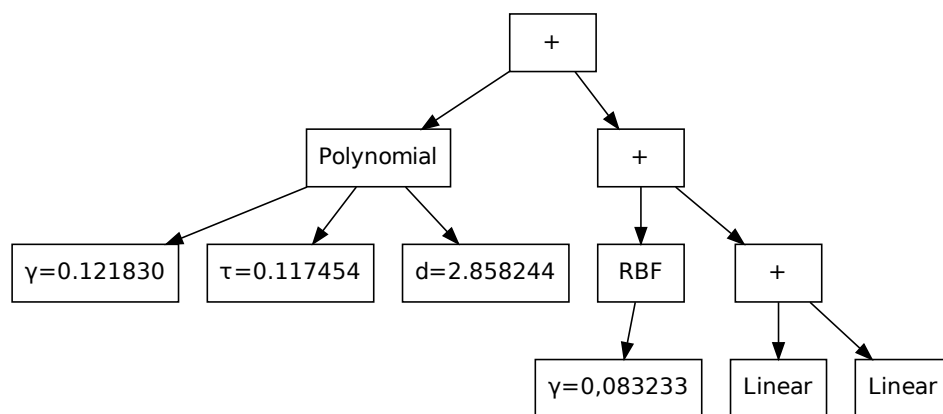 +
Polynomial
+
γ=0.121830
τ=0.117454
d=2.858244
RBF
+
γ=0,083233
Linear
Linear